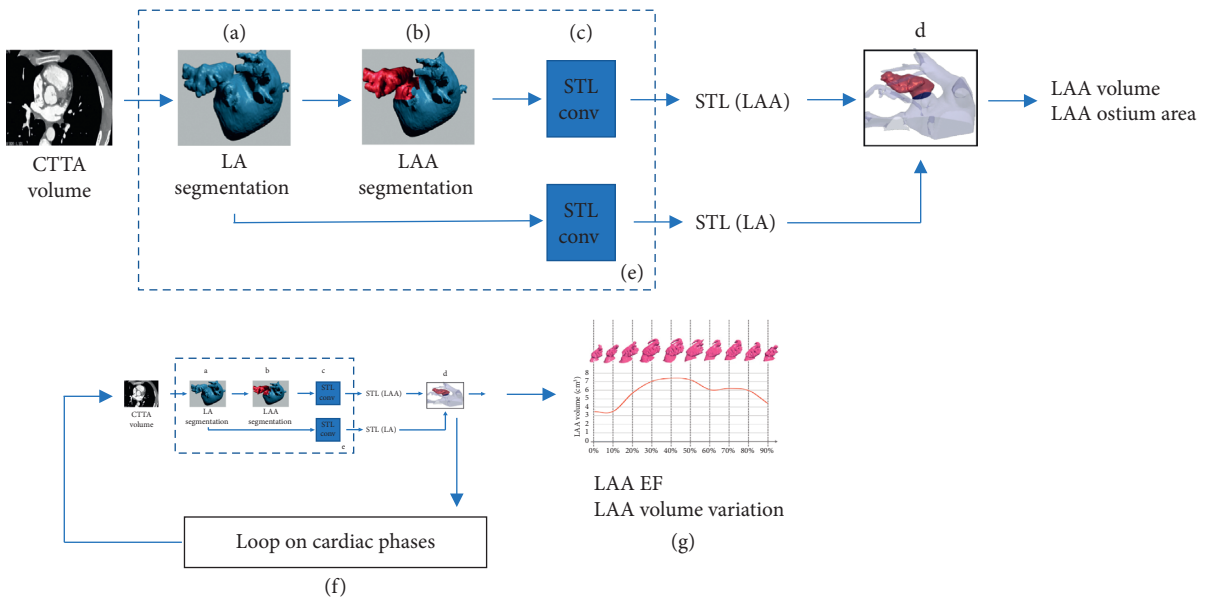 (a)
(b)
(c)
d
CTTA
volume
LA
segmentation
LAA
segmentation
STL
conv
STL
conv
(e)
STL (LAA)
STL (LA)
LAA volume
LAA ostium area
CTTA
volume
a
b
c
d
LA
segmentation
LAA
segmentation
STL
conv
STL
conv
e
STL (LAA)
STL (LA)
Loop on cardiac phases
(f)
LAA volume (cm³)
8
7
6
5
4
3
2
1
0
0% 10% 20% 30% 40% 50% 60% 70% 80% 90%
LAA EF
LAA volume variation
(g)